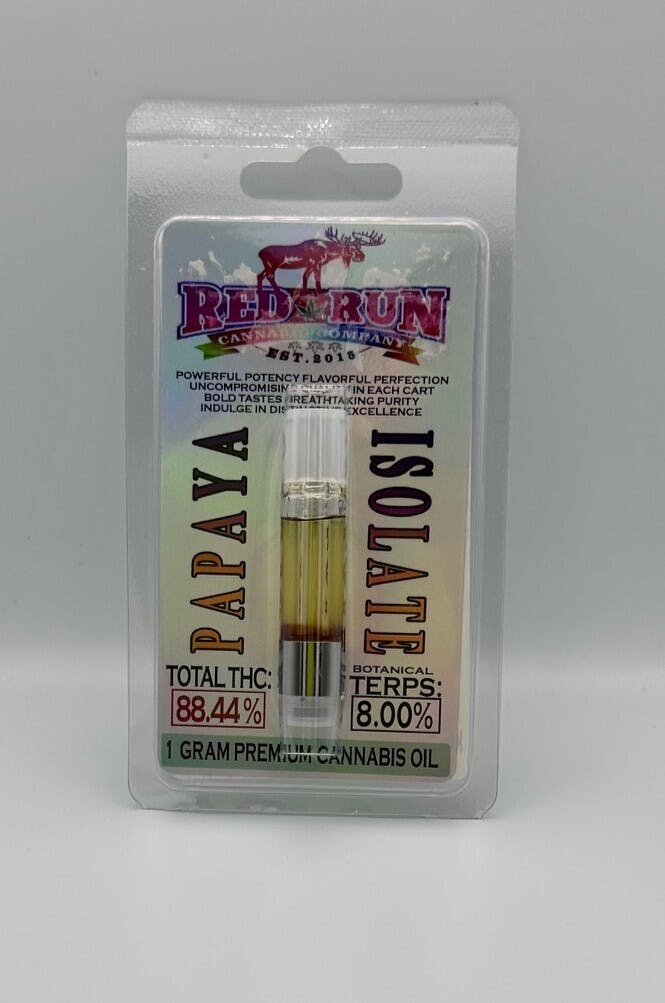 RED RUN
CANNABIS COMPANY
EST. 2015
POWERFUL POTENCY FLAVORFUL PERFECTION
UNCOMPROMISING QUALITY IN EACH CART
BOLD TASTES BREATHTAKING PURITY
INDULGE IN DISTINCTIVE EXCELLENCE
PAPAYA
ISOLATE
TOTAL THC:
88.44%
BOTANICAL
TERPS:
8.00%
1 GRAM PREMIUM CANNABIS OIL